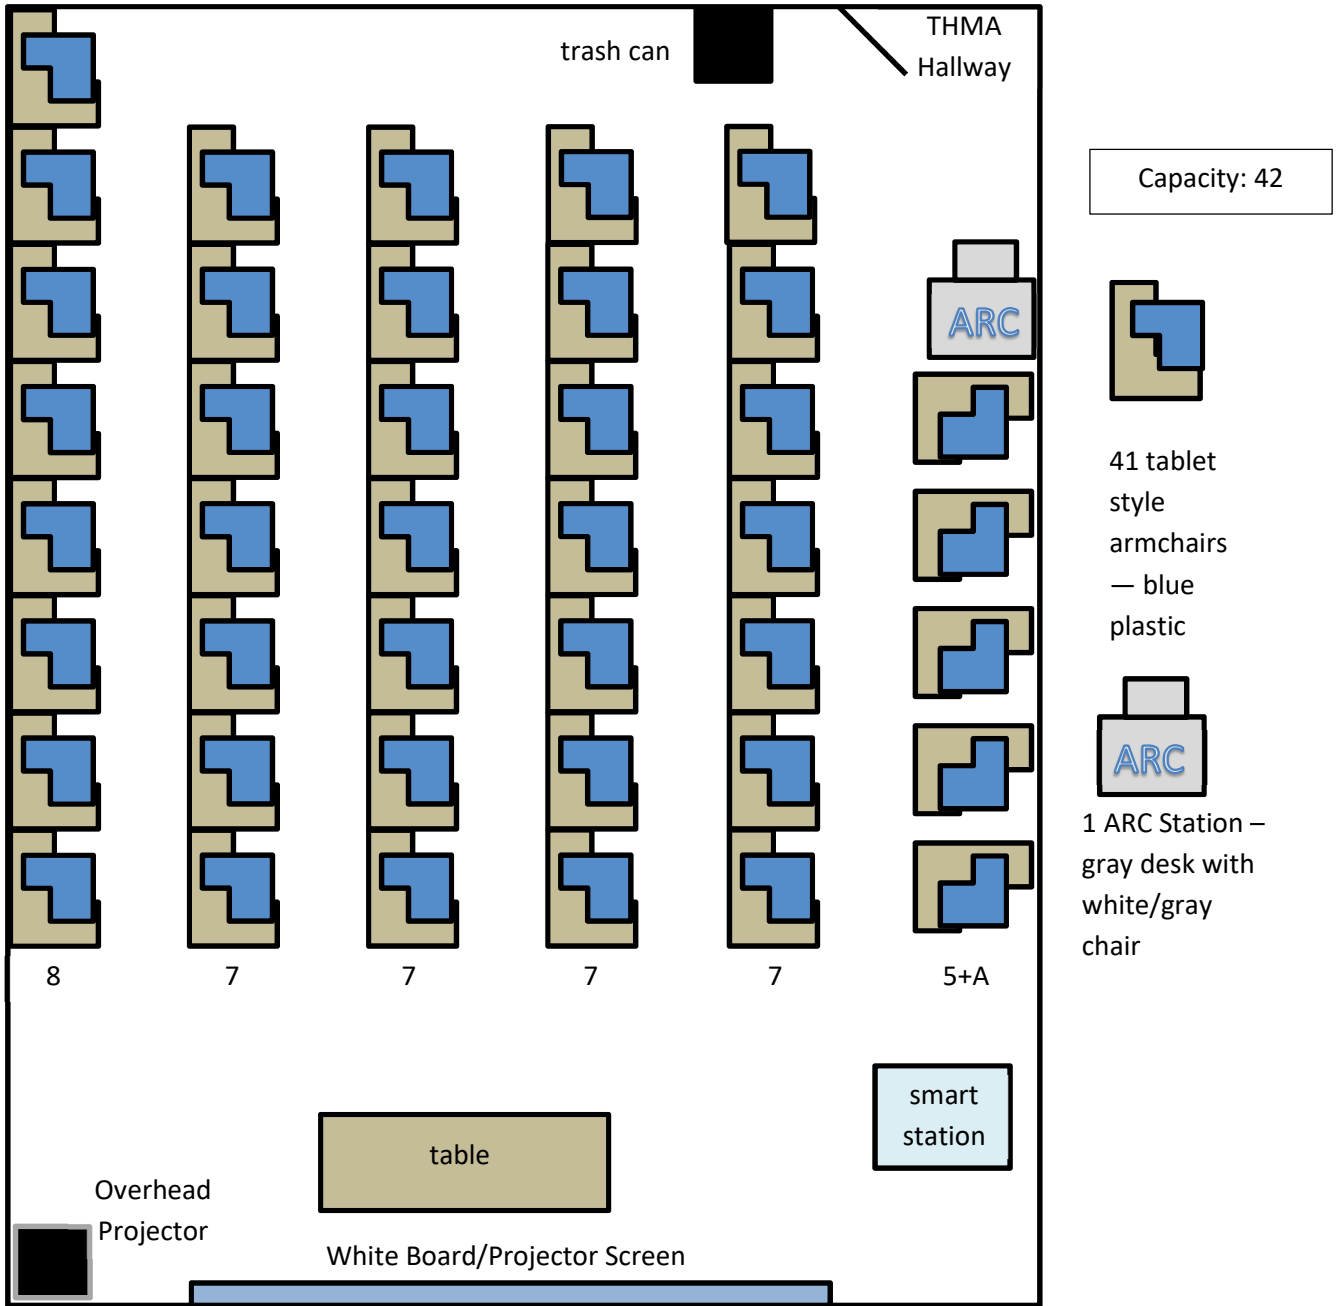 trash can
THMA
Hallway
Capacity: 42
ARC
41 tablet
style
armchairs
— blue
plastic
ARC
1 ARC Station –
gray desk with
white/gray
chair
8
7
7
7
7
5+A
smart
station
table
Overhead
Projector
White Board/Projector Screen